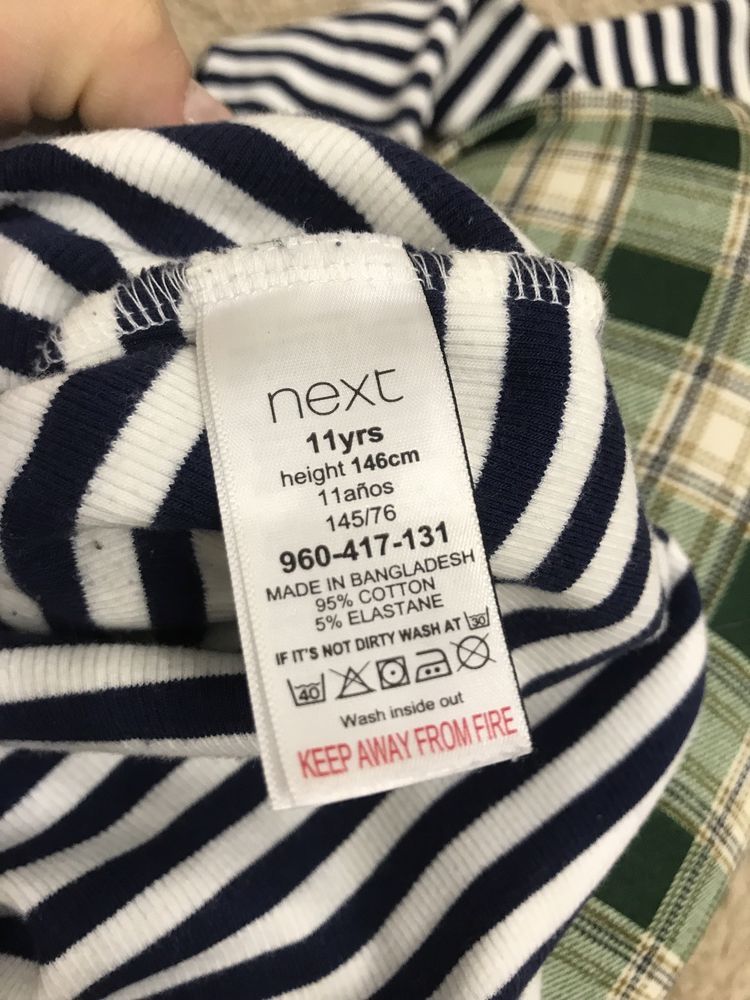 next
11yrs
height 146cm
11años
145/76
960-417-131
MADE IN BANGLADESH
95% COTTON
5% ELASTANE
IF IT'S NOT DIRTY WASH AT 30
40
Wash inside out
KEEP AWAY FROM FIRE